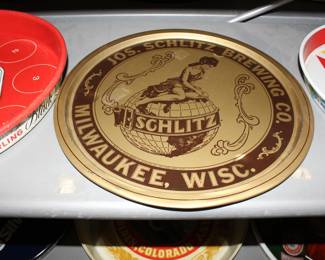 JOS. SCHLITZ BREWING CO.
SCHLITZ
MILWAUKEE, WISC.
COLORADO